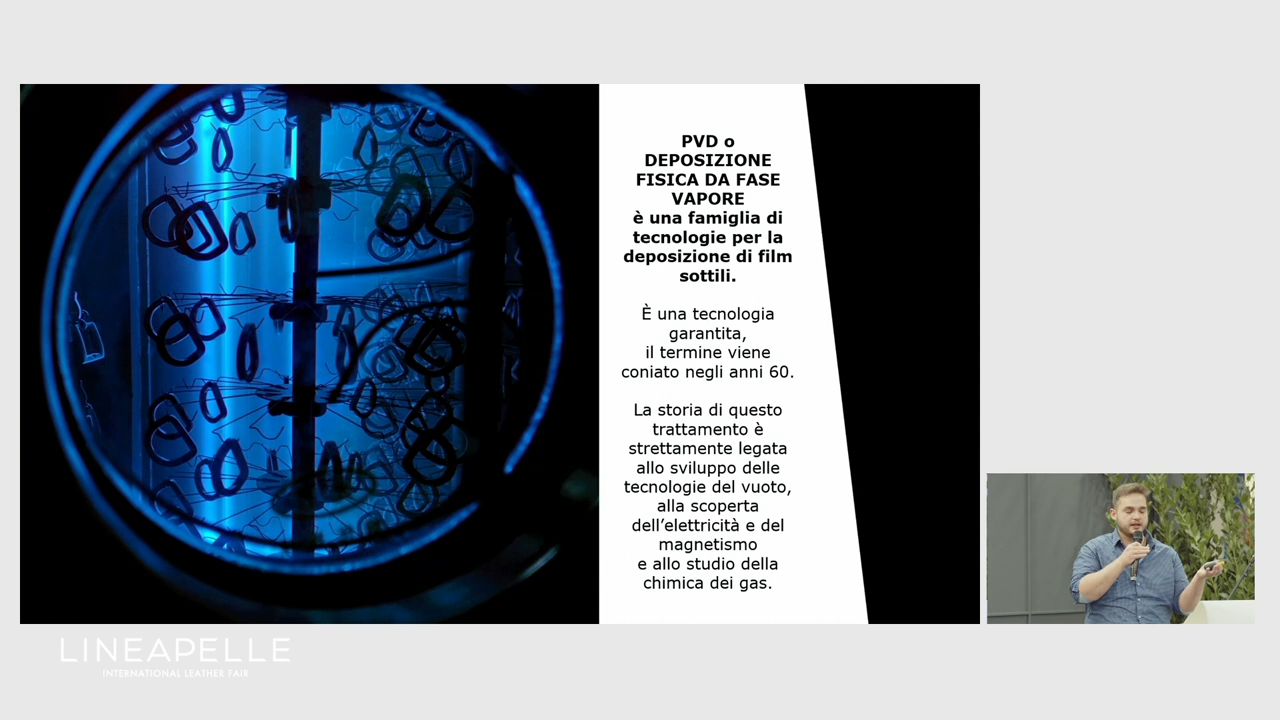 PVD o
DEPOSIZIONE
FISICA DA FASE
VAPORE
è una famiglia di
tecnologie per la
deposizione di film
sottili.
È una tecnologia
garantita,
il termine viene
coniato negli anni 60.
La storia di questo
trattamento è
strettamente legata
allo sviluppo delle
tecnologie del vuoto,
alla scoperta
dell’elettricità e del
magnetismo
e allo studio della
chimica dei gas.
LINEAPELLE
INTERNATIONAL LEATHER FAIR